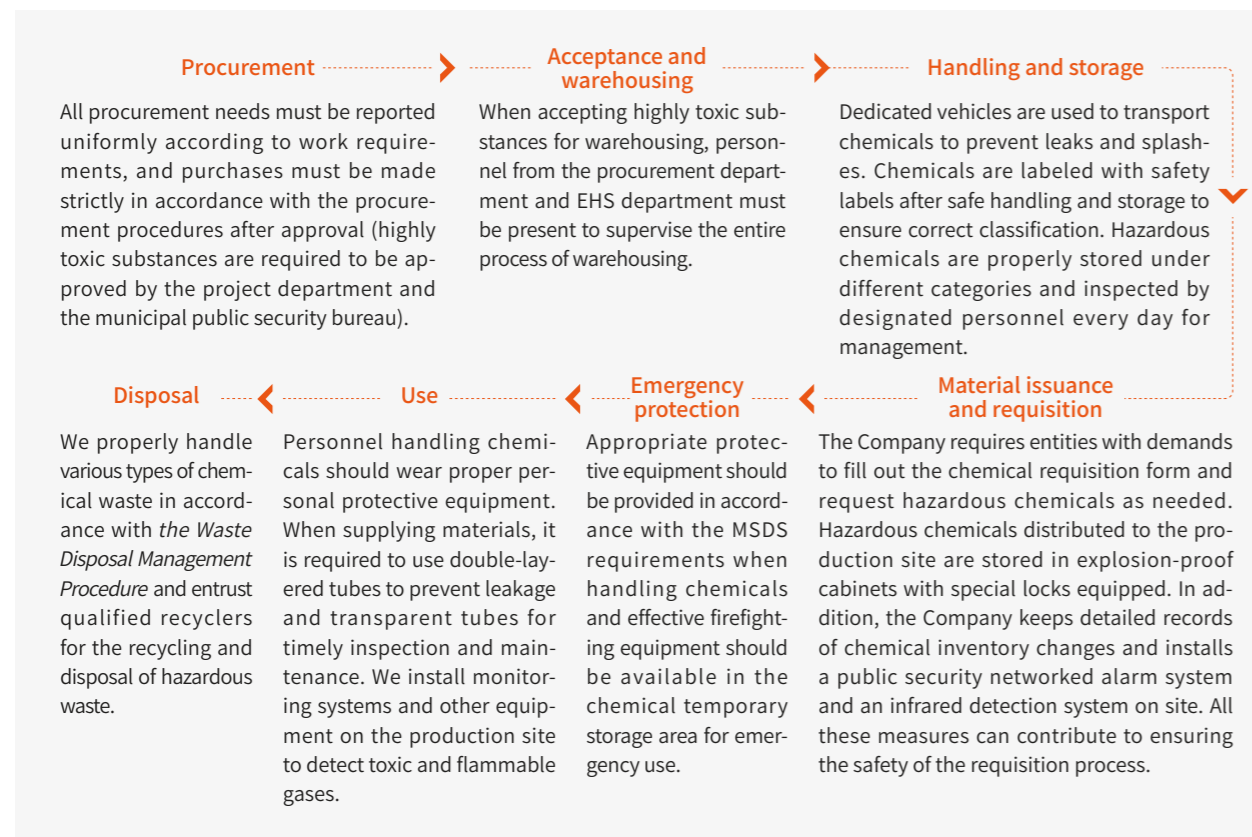 Procurement
All procurement needs must be reported
uniformly according to work require-
ments, and purchases must be made
strictly in accordance with the procure-
ment procedures after approval (highly
toxic substances are required to be ap-
proved by the project department and
the municipal public security bureau).
Acceptance and
warehousing
When accepting highly toxic sub-
stances for warehousing, person-
nel from the procurement depart-
ment and EHS department must
be present to supervise the entire
process of warehousing.
Handling and storage
Dedicated vehicles are used to transport
chemicals to prevent leaks and splash-
es. Chemicals are labeled with safety
labels after safe handling and storage to
ensure correct classification. Hazardous
chemicals are properly stored under
different categories and inspected by
designated personnel every day for
management.
Material issuance
and requisition
The Company requires entities with demands
to fill out the chemical requisition form and
request hazardous chemicals as needed.
Hazardous chemicals distributed to the pro-
duction site are stored in explosion-proof
cabinets with special locks equipped. In ad-
dition, the Company keeps detailed records
of chemical inventory changes and installs
a public security networked alarm system
and an infrared detection system on site. All
these measures can contribute to ensuring
the safety of the requisition process.
Emergency
protection
Appropriate protec-
tive equipment should
be provided in accord-
ance with the MSDS
requirements when
handling chemicals
and effective firefight-
ing equipment should
be available in the
chemical temporary
storage area for emer-
gency use.
Use
Personnel handling chemi-
cals should wear proper per-
sonal protective equipment.
When supplying materials, it
is required to use double-lay-
ered tubes to prevent leakage
and transparent tubes for
timely inspection and main-
tenance. We install monitor-
ing systems and other equip-
ment on the production site
to detect toxic and flammable
gases.
Disposal
We properly handle
various types of chem-
ical waste in accord-
ance with the Waste
Disposal Management
Procedure and entrust
qualified recyclers
for the recycling and
disposal of hazardous
waste.